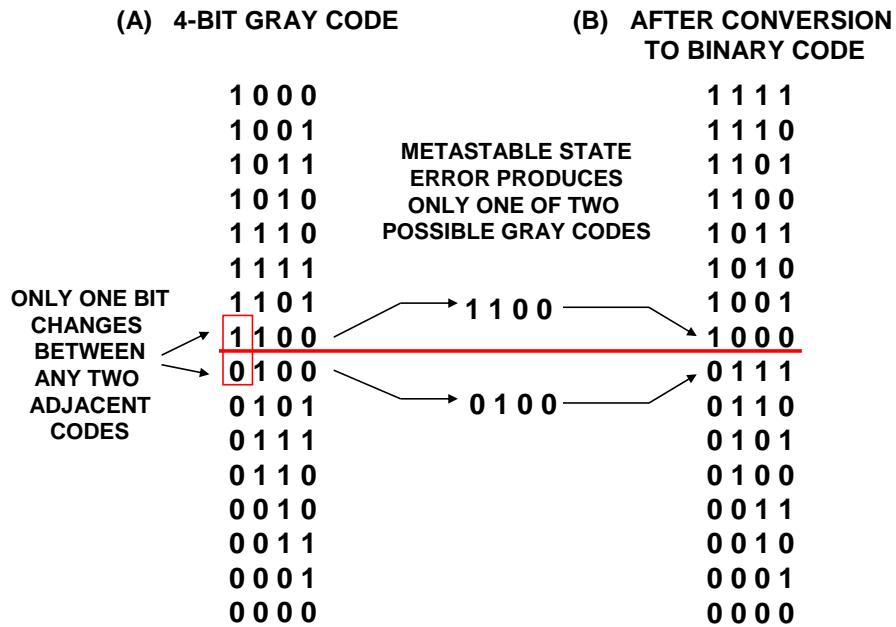 (A) 4-BIT GRAY CODE
(B) AFTER CONVERSION
TO BINARY CODE
1 0 0 0
1 0 0 1
1 0 1 1
1 0 1 0
1 1 1 0
1 1 1 1
1 1 0 1
1 1 0 0
0 1 0 0
0 1 0 1
0 1 1 1
0 1 1 0
0 0 1 0
0 0 1 1
0 0 0 1
0 0 0 0
ONLY ONE BIT
CHANGES
BETWEEN
ANY TWO
ADJACENT
CODES
METASTABLE STATE
ERROR PRODUCES
ONLY ONE OF TWO
POSSIBLE GRAY CODES
1 1 0 0
0 1 0 0
1 1 1 1
1 1 1 0
1 1 0 1
1 1 0 0
1 0 1 1
1 0 1 0
1 0 0 1
1 0 0 0
0 1 1 1
0 1 1 0
0 1 0 1
0 1 0 0
0 0 1 1
0 0 1 0
0 0 0 1
0 0 0 0